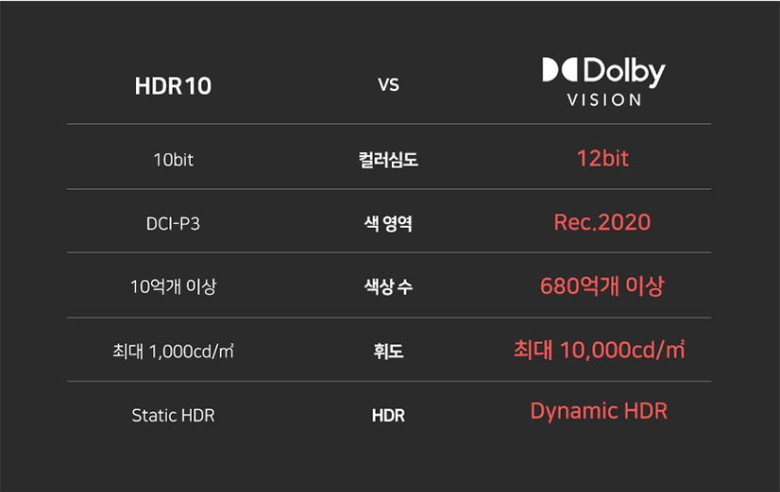 HDR10 VS Dolby
VISION
10bit 컬러심도 12bit
DCI-P3 색 영역 Rec.2020
10억개 이상 색상 수 680억개 이상
최대 1,000cd/㎡ 휘도 최대 10,000cd/㎡
Static HDR HDR Dynamic HDR